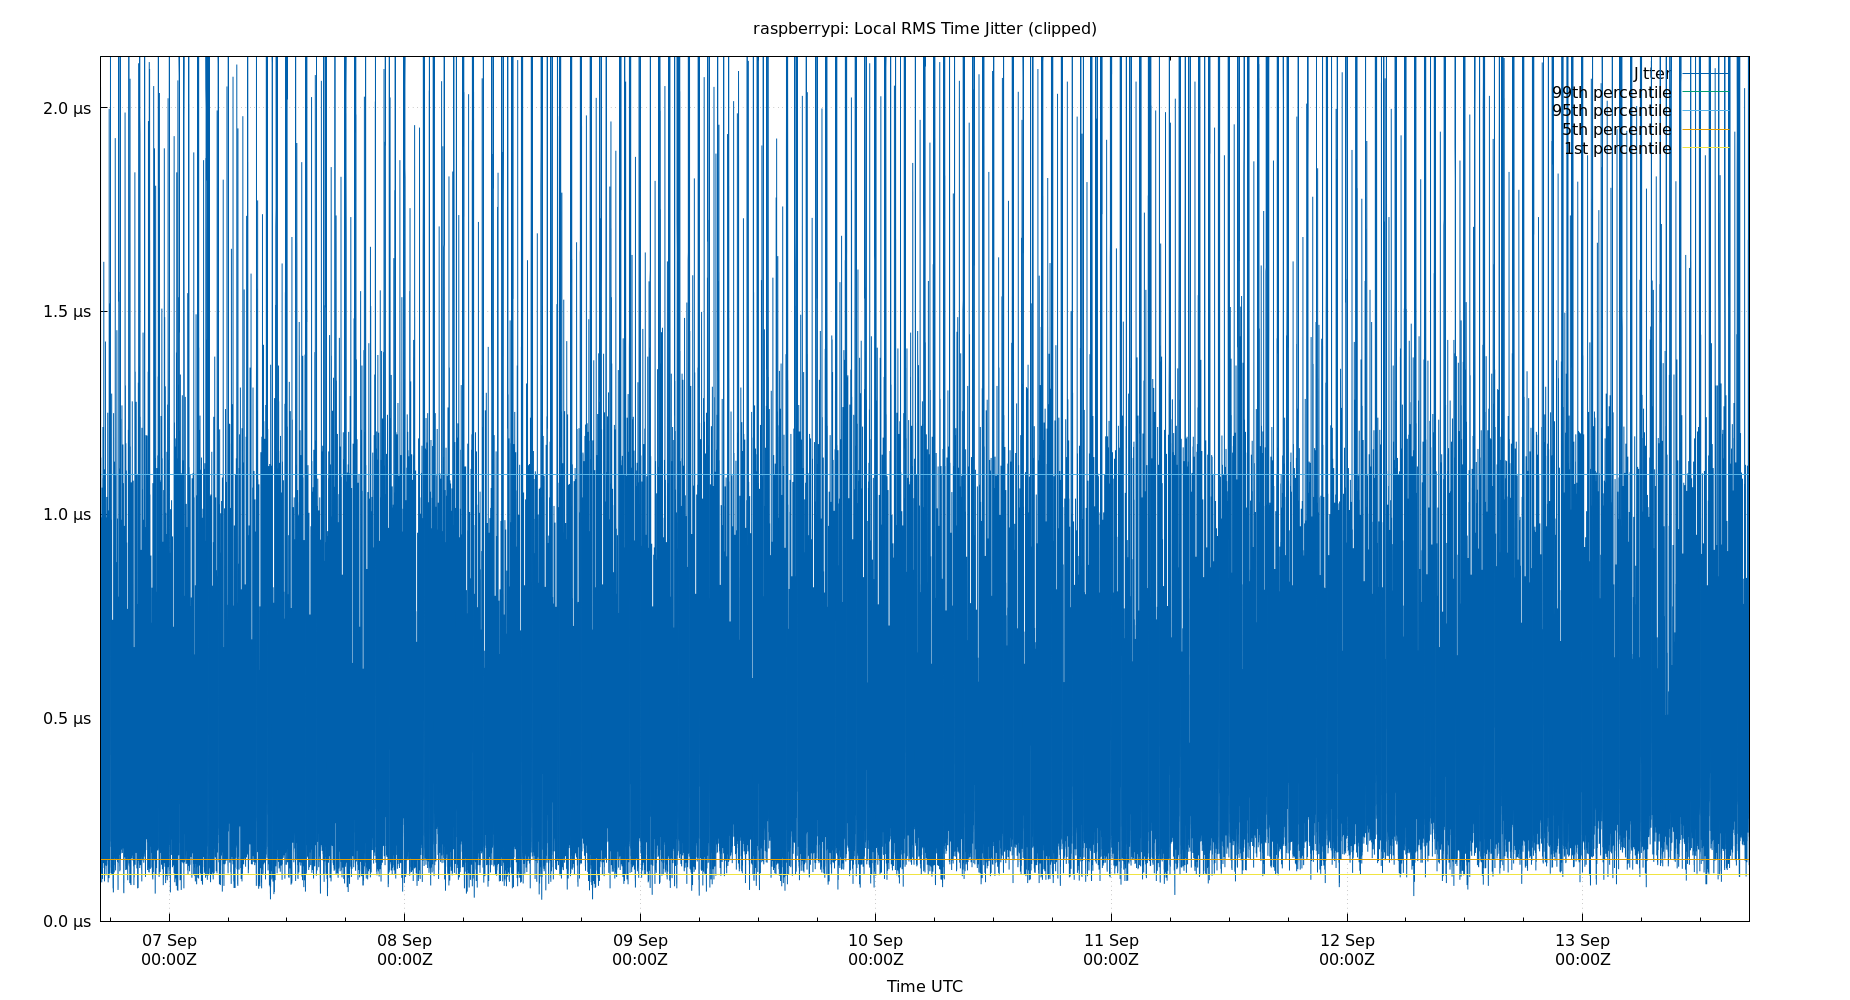 raspberrypi: Local RMS Time Jitter (clipped)
2.0 μs
1.5 μs
1.0 μs
0.5 μs
0.0 μs
Jitter
99th percentile
95th percentile
5th percentile
1st percentile
07 Sep 08 Sep 09 Sep 10 Sep 11 Sep 12 Sep 13 Sep
00:00Z 00:00Z 00:00Z 00:00Z 00:00Z 00:00Z 00:00Z
Time UTC